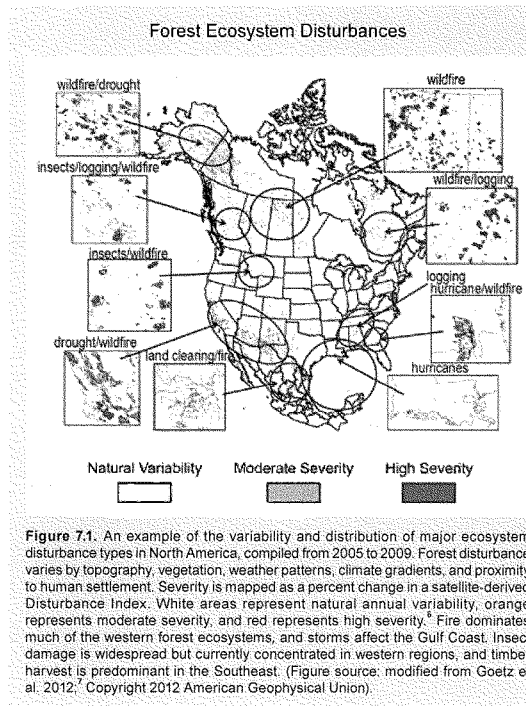 Forest Ecosystem Disturbances
wildfire/drought
wildfire
insects/logging/wildfire
wildfire/logging
insects/wildfire
logging
hurricane/wildfire
drought/wildfire
land clearing/fire
hurricanes
Natural Variability Moderate Severity High Severity
Figure 7.1. An example of the variability and distribution of major ecosystem
disturbance types in North America, compiled from 2005 to 2009. Forest disturbance
varies by topography, vegetation, weather patterns, climate gradients, and proximity
to human settlement. Severity is mapped as a percent change in a satellite-derived
Disturbance Index. White areas represent natural annual variability, orange
represents moderate severity, and red represents high severity.6 Fire dominates
much of the western forest ecosystems, and storms affect the Gulf Coast. Insec
damage is widespread but currently concentrated in western regions, and timbe
harvest is predominant in the Southeast. (Figure source: modified from Goetz e
al. 2012;7 Copyright 2012 American Geophysical Union).